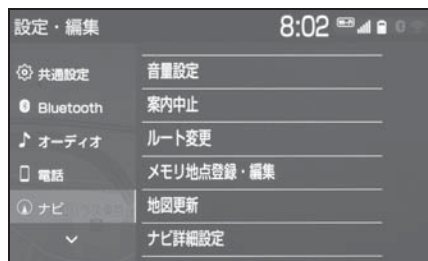 設定・編集
8:02
共通設定
Bluetooth
オーディオ
電話
ナビ
音量設定
案内中止
ルート変更
メモリ地点登録・編集
地図更新
ナビ詳細設定